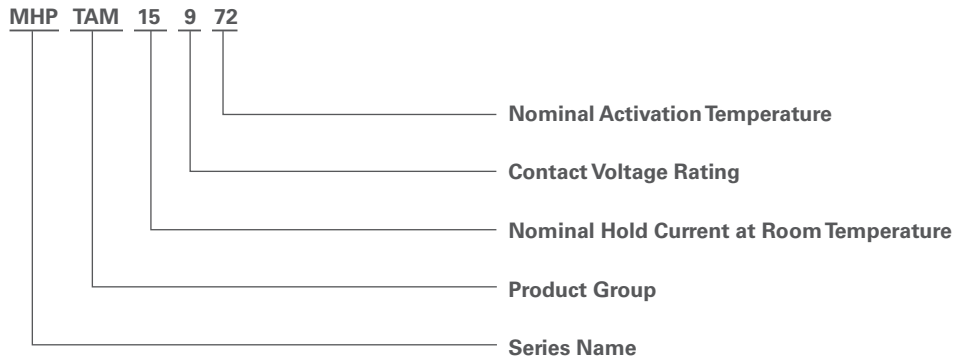 MHP TAM 15 9 72
Nominal Activation Temperature
Contact Voltage Rating
Nominal Hold Current at Room Temperature
Product Group
Series Name